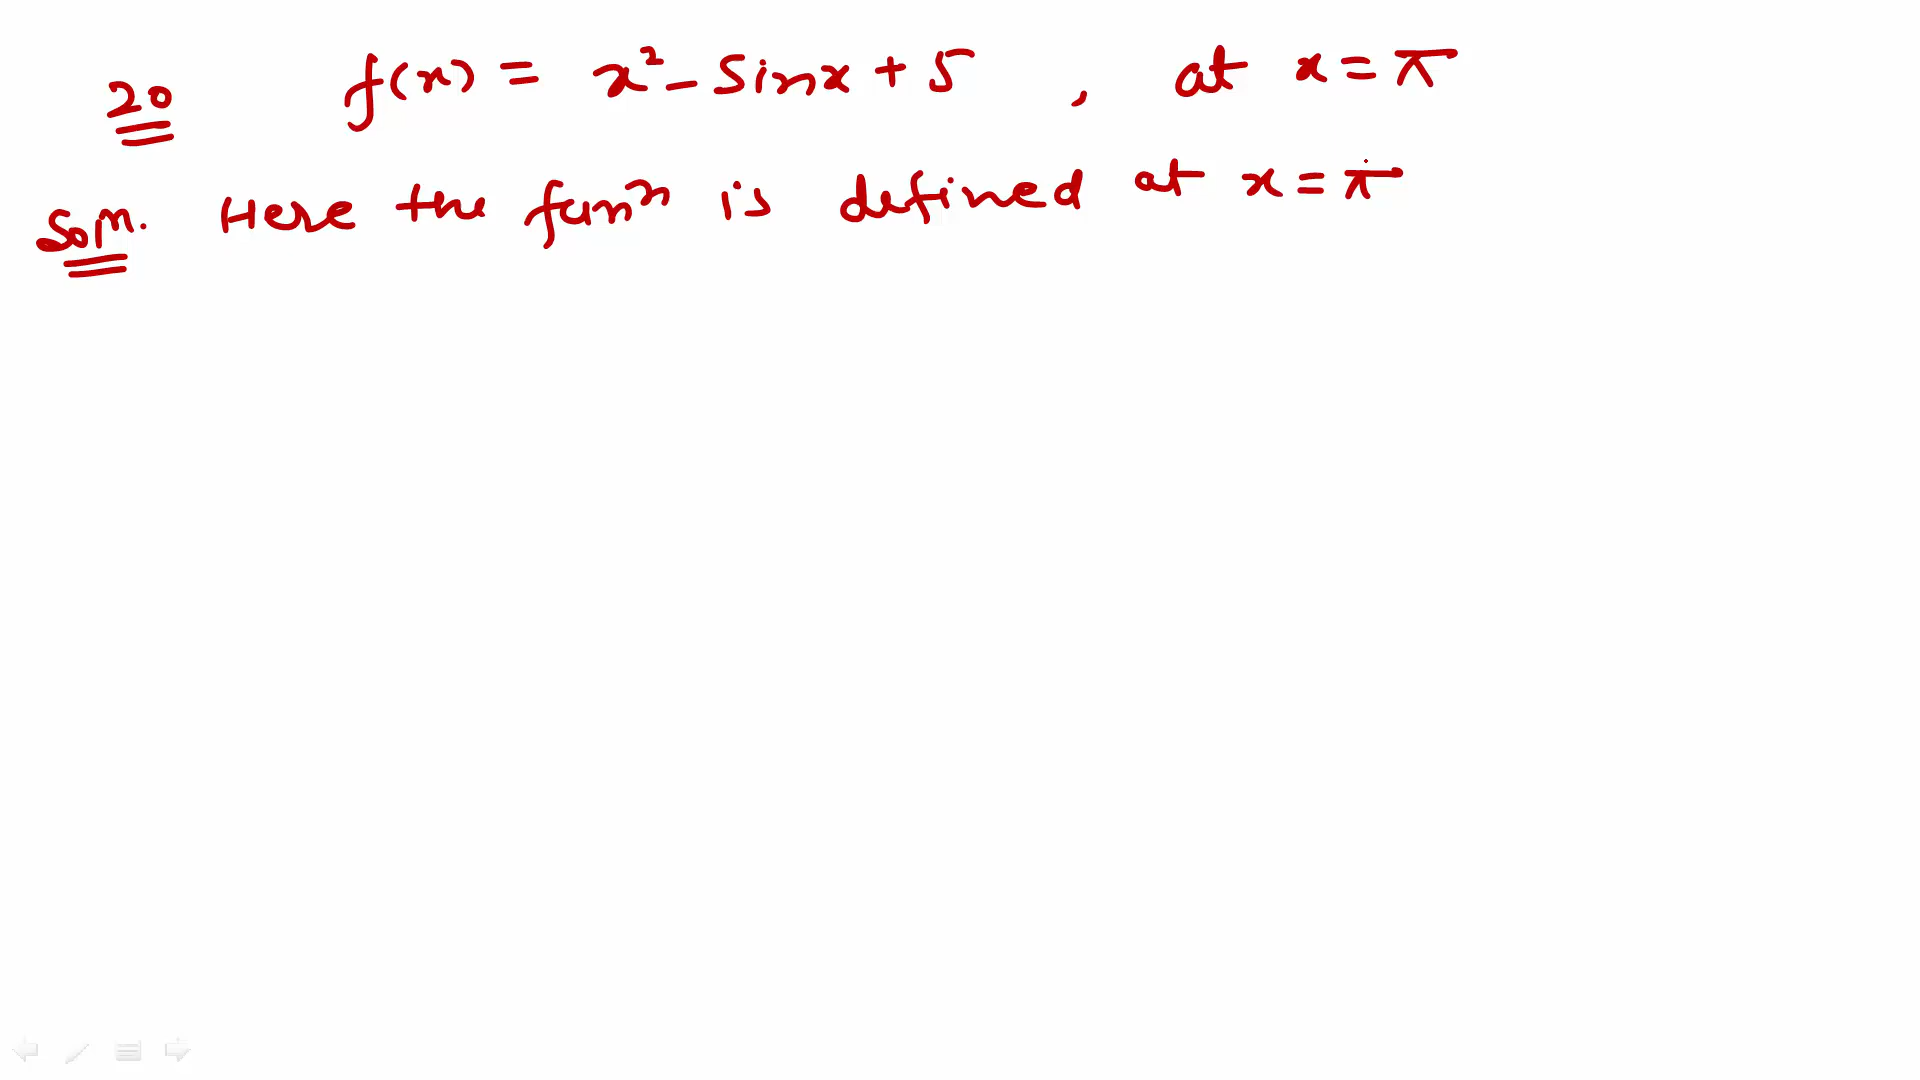 20 f(x) = x² - sinx + 5 , at x = π
Soln. Here the funⁿ is defined at x = π